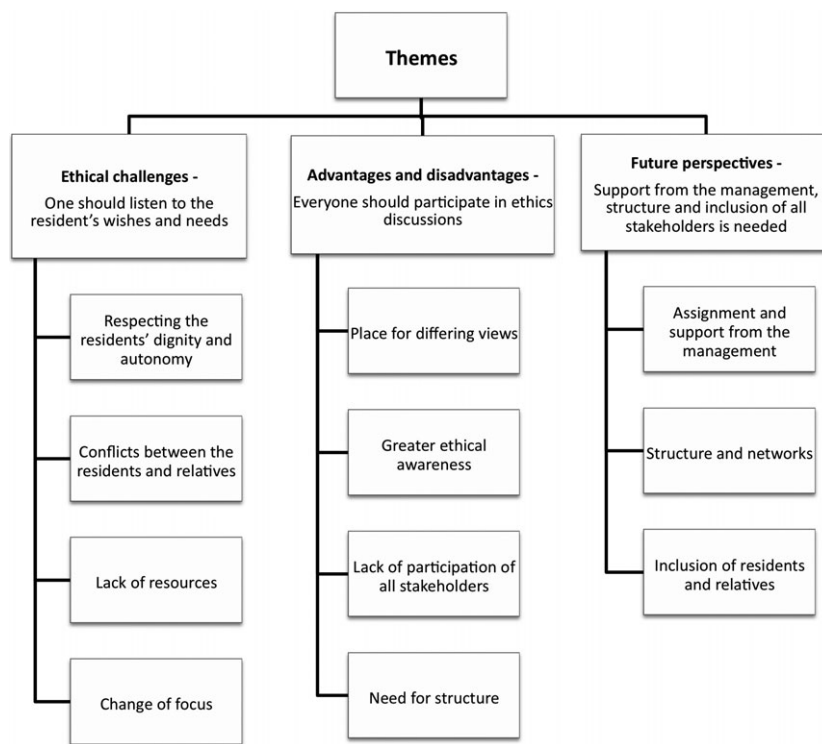 Themes
Ethical challenges -
One should listen to the
resident's wishes and needs
Respecting the
residents' dignity and
autonomy
Conflicts between the
residents and relatives
Lack of resources
Change of focus
Advantages and disadvantages -
Everyone should participate in ethics
discussions
Place for differing views
Greater ethical
awareness
Lack of participation of
all stakeholders
Need for structure
Future perspectives -
Support from the management,
structure and inclusion of all
stakeholders is needed
Assignment and
support from the
management
Structure and networks
Inclusion of residents
and relatives